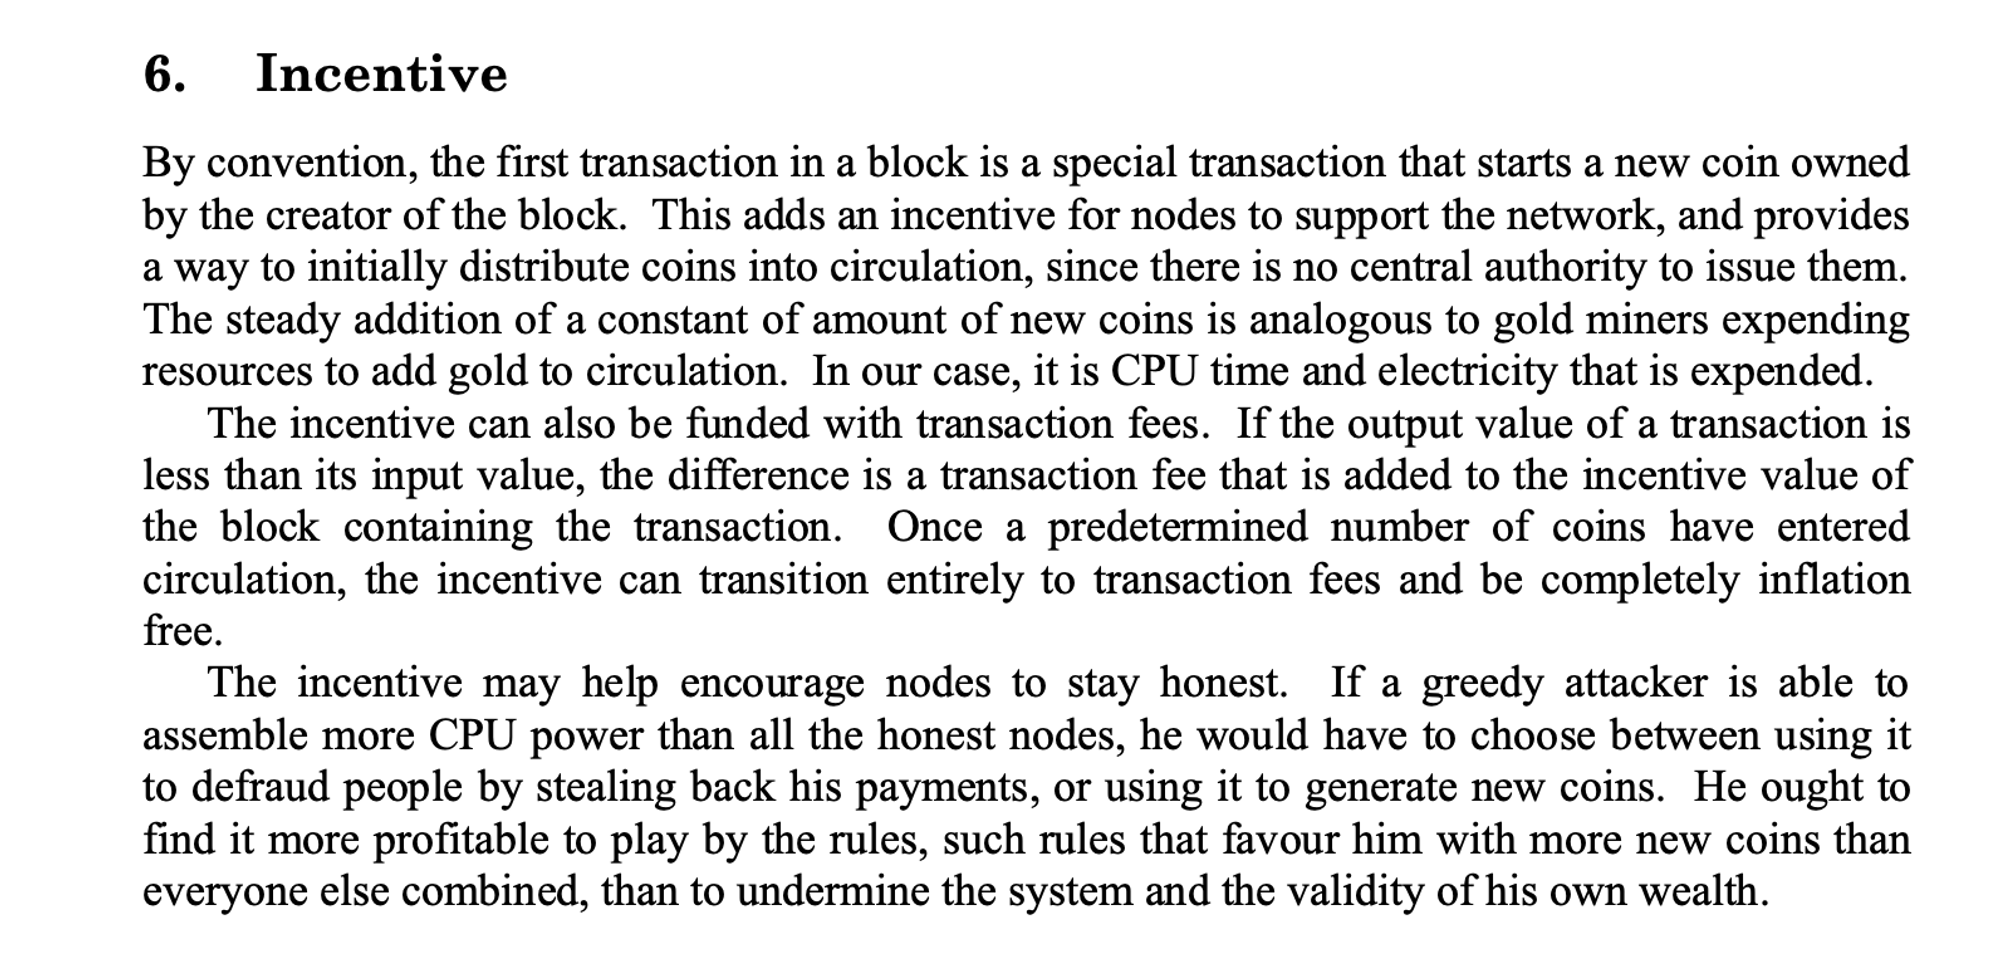 6. Incentive
By convention, the first transaction in a block is a special transaction that starts a new coin owned
by the creator of the block. This adds an incentive for nodes to support the network, and provides
a way to initially distribute coins into circulation, since there is no central authority to issue them.
The steady addition of a constant of amount of new coins is analogous to gold miners expending
resources to add gold to circulation. In our case, it is CPU time and electricity that is expended.
The incentive can also be funded with transaction fees. If the output value of a transaction is
less than its input value, the difference is a transaction fee that is added to the incentive value of
the block containing the transaction. Once a predetermined number of coins have entered
circulation, the incentive can transition entirely to transaction fees and be completely inflation
free.
The incentive may help encourage nodes to stay honest. If a greedy attacker is able to
assemble more CPU power than all the honest nodes, he would have to choose between using it
to defraud people by stealing back his payments, or using it to generate new coins. He ought to
find it more profitable to play by the rules, such rules that favour him with more new coins than
everyone else combined, than to undermine the system and the validity of his own wealth.